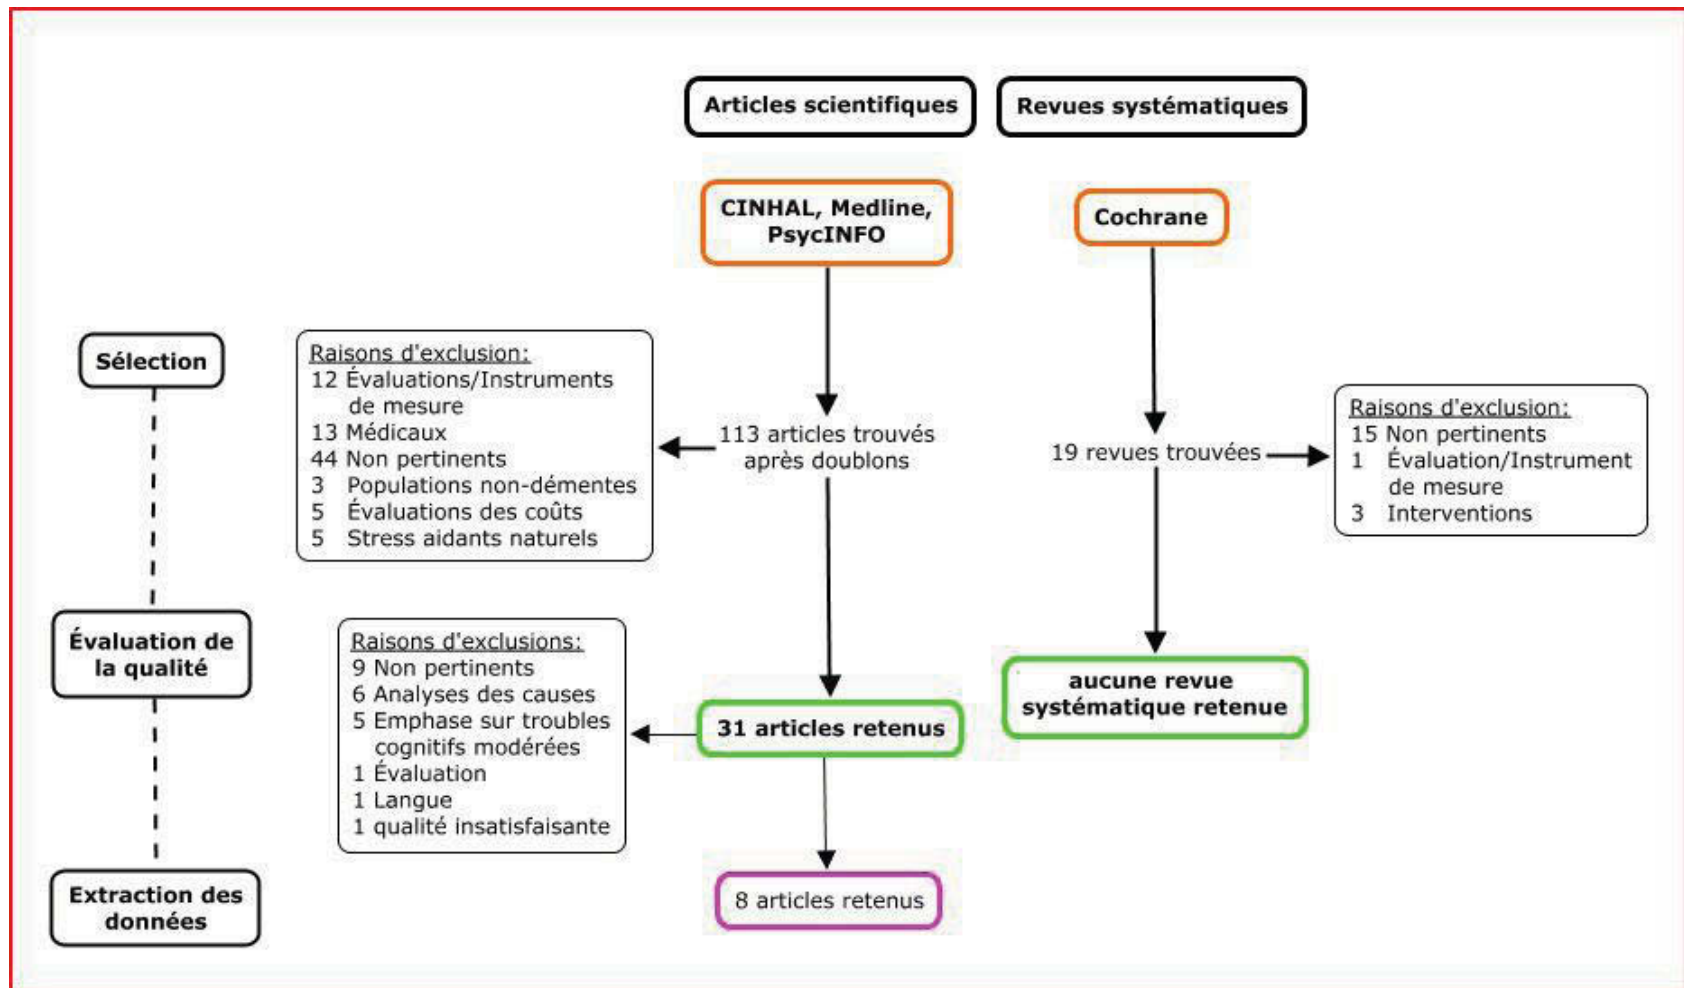 Articles scientifiques
Revues systématiques
CINHAL, Medline,
PsycINFO
Cochrane
Sélection
Raisons d'exclusion:
12 Évaluations/Instruments
de mesure
13 Médicaux
44 Non pertinents
3 Populations non-démentes
5 Évaluations des coûts
5 Stress aidants naturels
113 articles trouvés
après doublons
19 revues trouvées
Raisons d'exclusion:
15 Non pertinents
1 Évaluation/Instrument
de mesure
3 Interventions
Évaluation de
la qualité
Raisons d'exclusions:
9 Non pertinents
6 Analyses des causes
5 Emphase sur troubles
cognitifs modérées
1 Évaluation
1 Langue
1 qualité insatisfaisante
31 articles retenus
aucune revue
systématique retenue
Extraction des
données
8 articles retenus